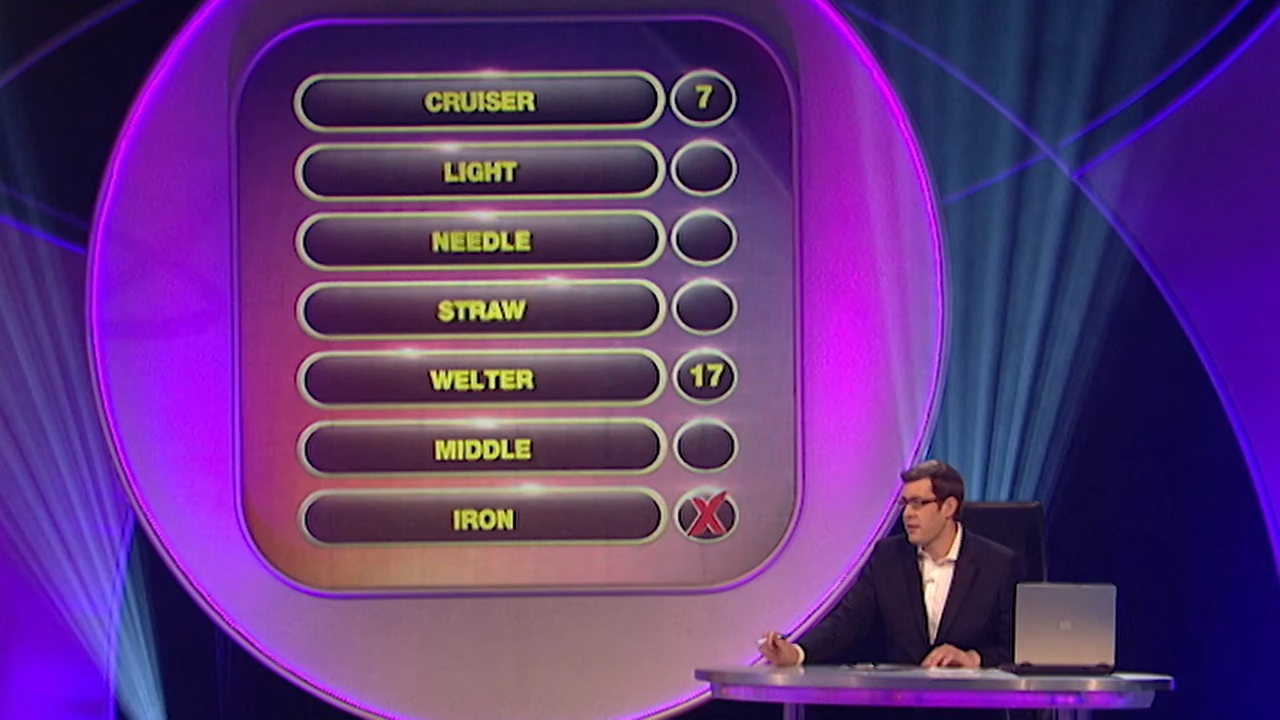 CRUISER 7
LIGHT
NEEDLE
STRAW
WELTER 17
MIDDLE
IRON X